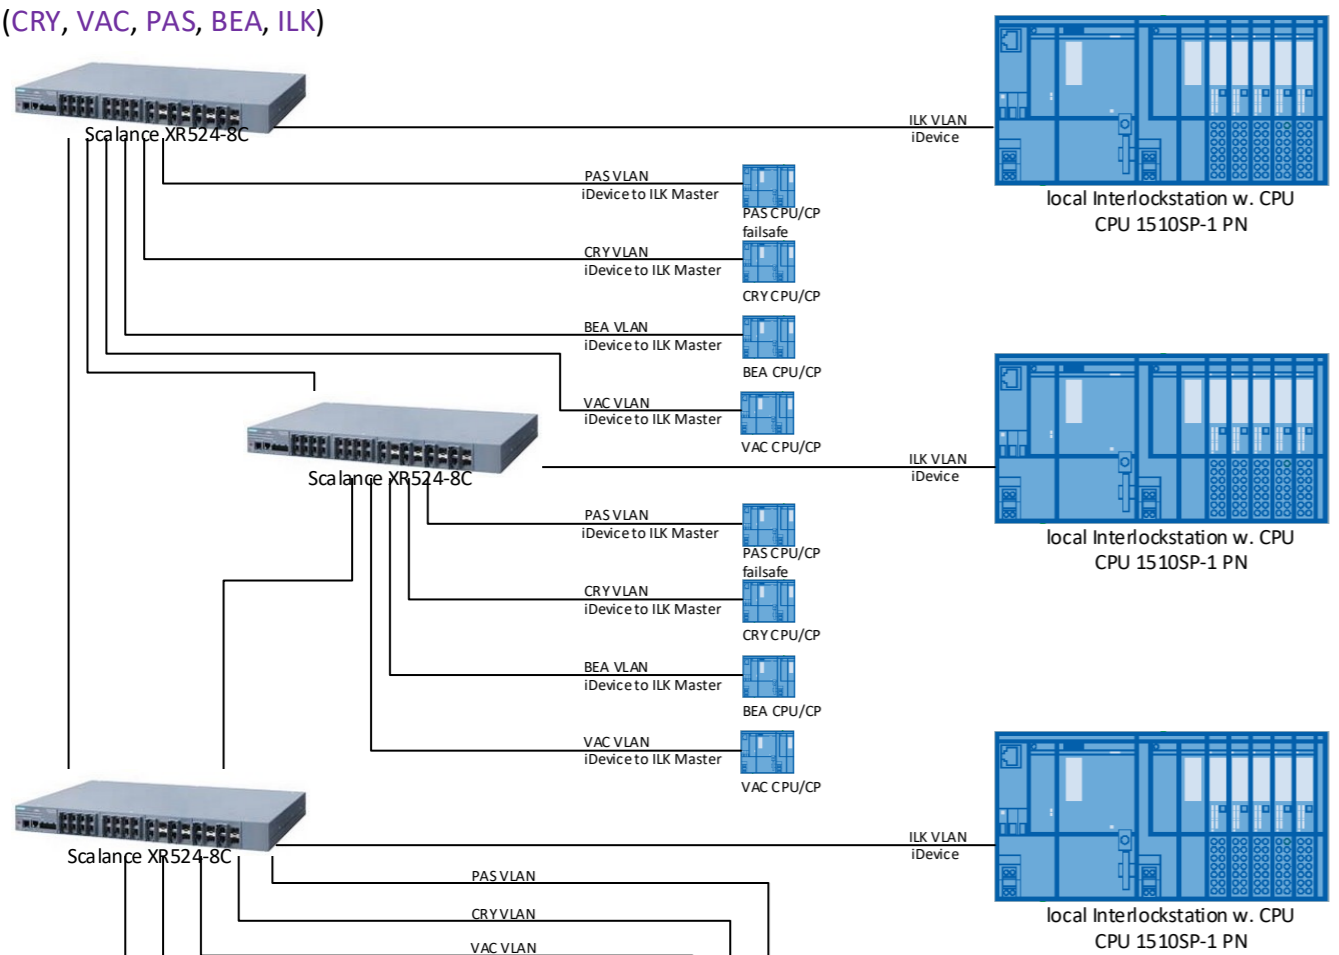 (CRY, VAC, PAS, BEA, ILK)
Scalance XR524-8C
ILK VLAN
iDevice
local Interlockstation w. CPU
CPU 1510SP-1 PN
PAS VLAN
iDevice to ILK Master
PAS CPU/CP
failsafe
CRY VLAN
iDevice to ILK Master
CRY CPU/CP
BEA VLAN
iDevice to ILK Master
BEA CPU/CP
VAC VLAN
iDevice to ILK Master
VAC CPU/CP
Scalance XR524-8C
ILK VLAN
iDevice
local Interlockstation w. CPU
CPU 1510SP-1 PN
PAS VLAN
iDevice to ILK Master
PAS CPU/CP
failsafe
CRY VLAN
iDevice to ILK Master
CRY CPU/CP
BEA VLAN
iDevice to ILK Master
BEA CPU/CP
VAC VLAN
iDevice to ILK Master
VAC CPU/CP
Scalance XR524-8C
ILK VLAN
iDevice
local Interlockstation w. CPU
CPU 1510SP-1 PN
PAS VLAN
CRY VLAN
VAC VLAN